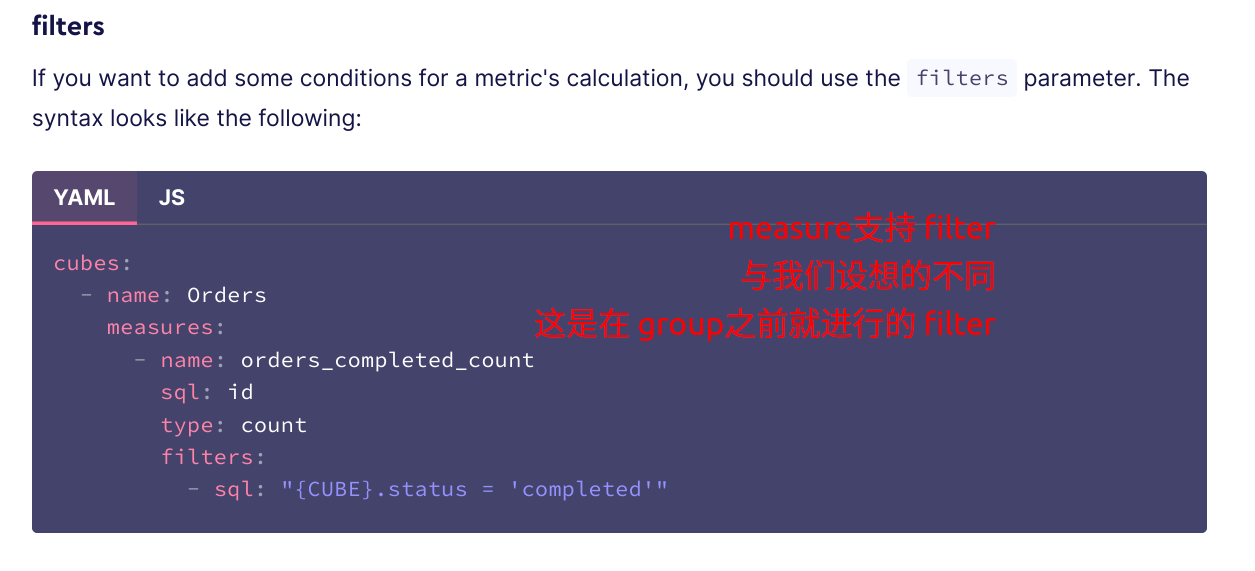 filters
If you want to add some conditions for a metric's calculation, you should use the filters parameter. The
syntax looks like the following:
YAML JS
measure支持 filter
与我们设想的不同
这是在 group之前就进行的 filter
cubes:
  - name: Orders
    measures:
      - name: orders_completed_count
        sql: id
        type: count
        filters:
          - sql: "{CUBE}.status = 'completed'"